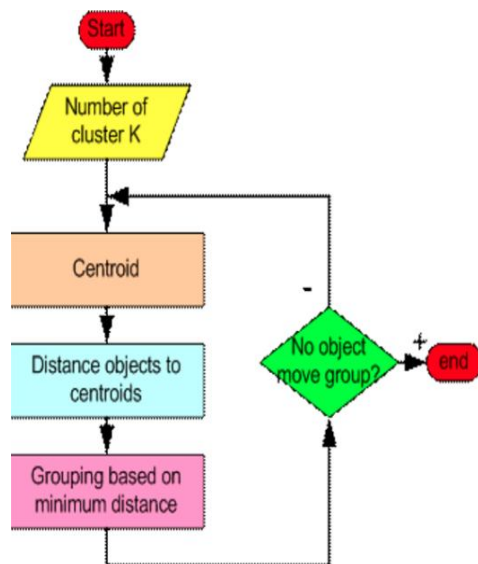 Start
Number of
cluster K
Centroid
-
+
Distance objects to
centroids
No object
move group?
end
Grouping based on
minimum distance